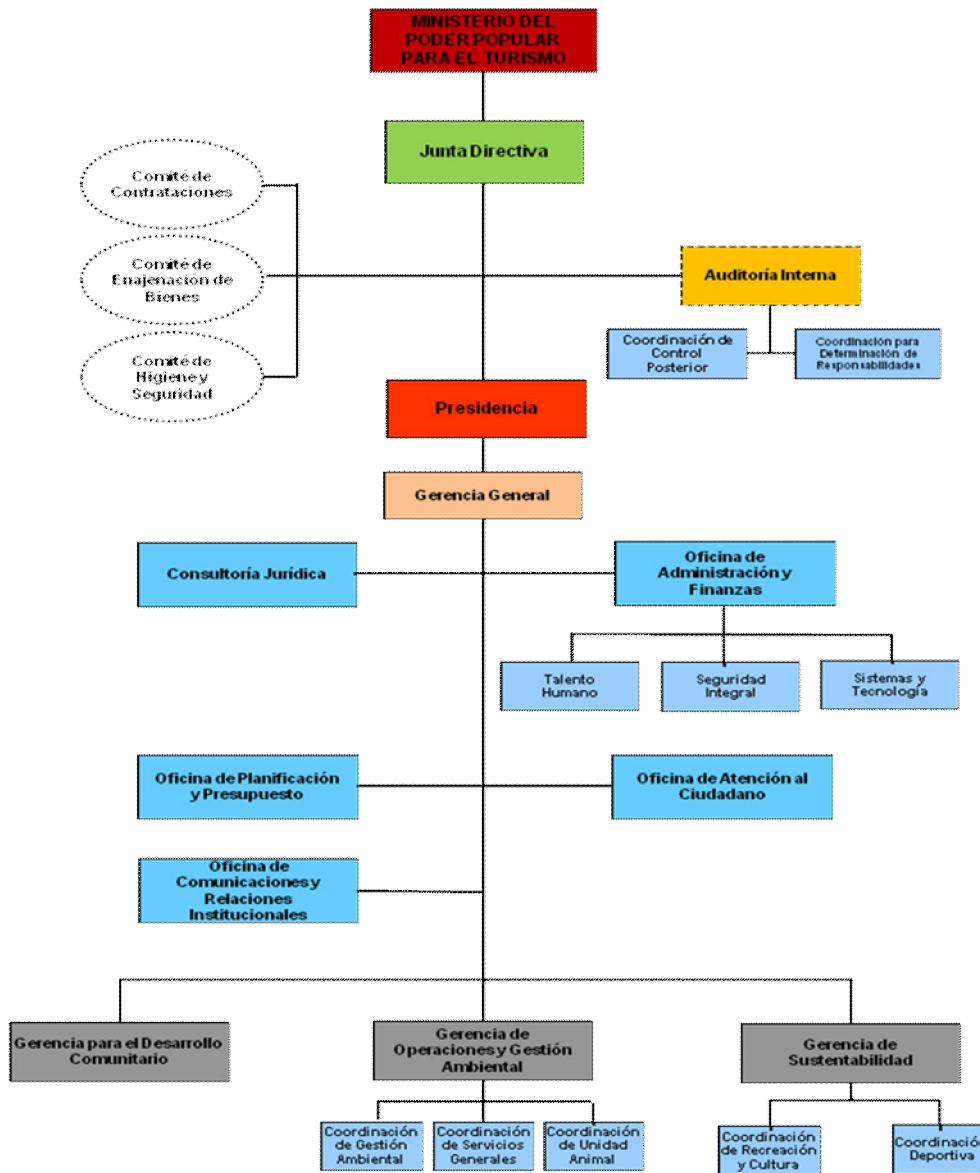 MINISTERIO DEL
PODER POPULAR
PARA EL TURISMO
Junta Directiva
Comité de
Contrataciones
Comité de
Enajenación de
Bienes
Auditoría Interna
Coordinación de
Control
Posterior
Coordinación para
Determinación de
Responsabilidades
Comité de
Higiene y
Seguridad
Presidencia
Gerencia General
Consultoría Jurídica
Oficina de
Administración y
Finanzas
Talento
Humano
Seguridad
Integral
Sistemas y
Tecnología
Oficina de Planificación
y Presupuesto
Oficina de Atención al
Ciudadano
Oficina de
Comunicaciones y
Relaciones
Institucionales
Gerencia para el Desarrollo
Comunitario
Gerencia de
Operaciones y Gestión
Ambiental
Gerencia de
Sustentabilidad
Coordinación
de Gestión
Ambiental
Coordinación
de Servicios
Generales
Coordinación
de Unidad
Animal
Coordinación
de Recreación
y Cultura
Coordinación
Deportiva